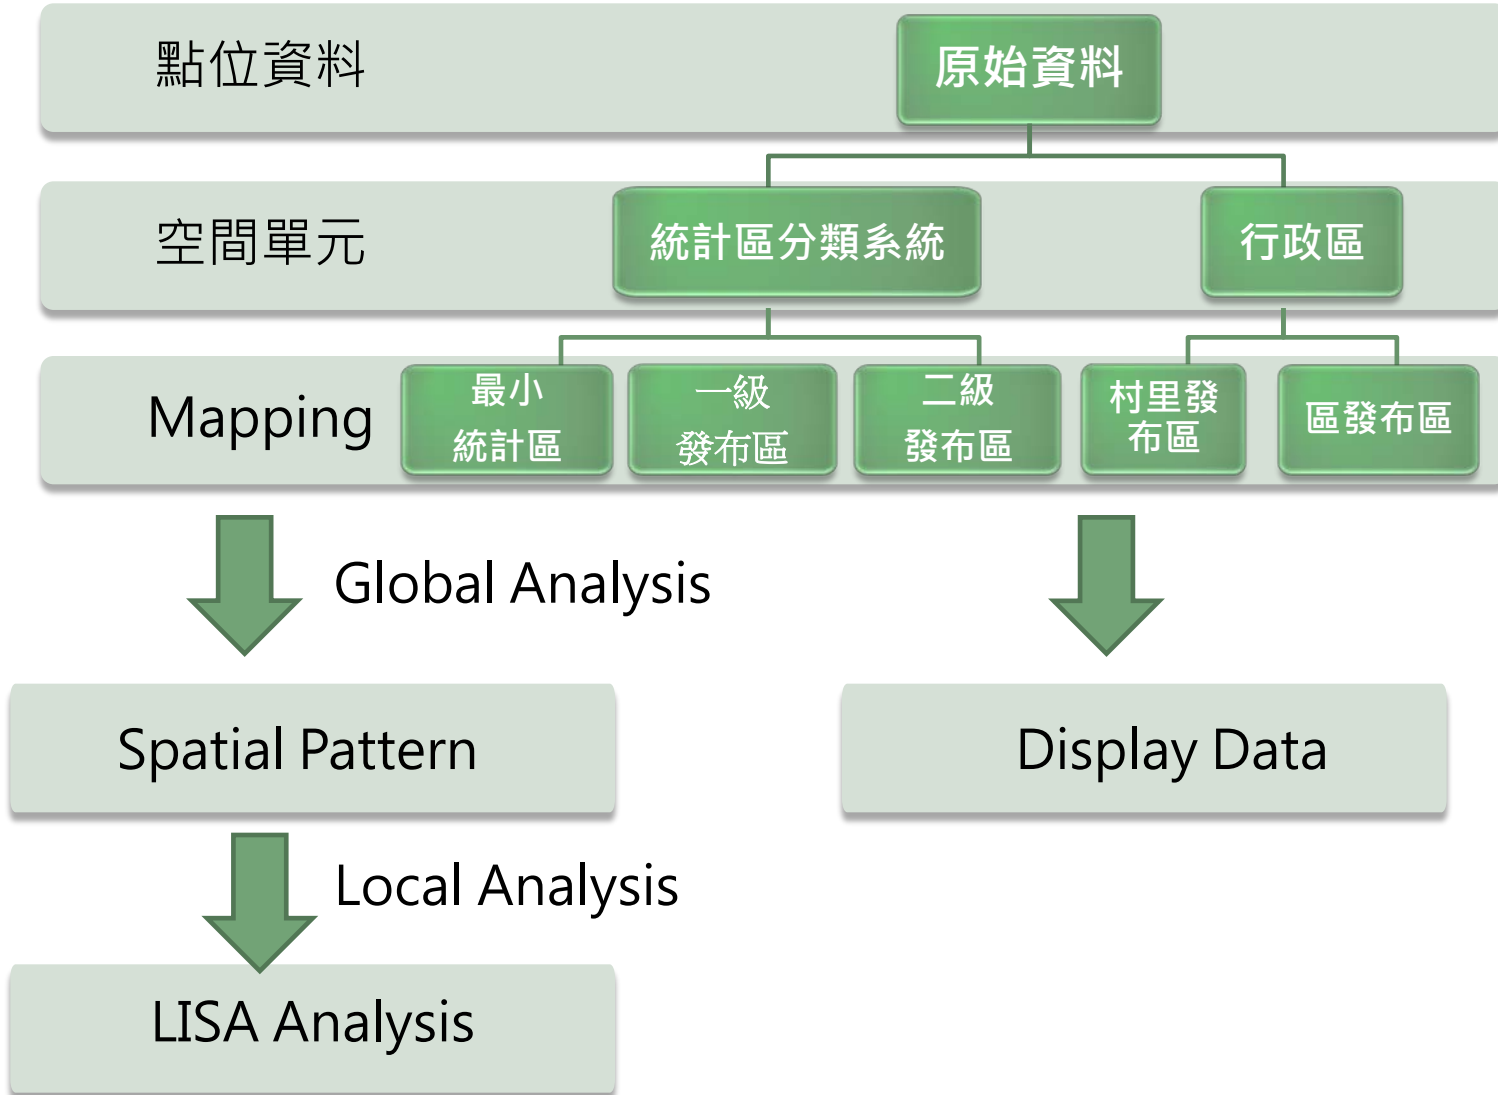 點位資料
原始資料
空間單元
統計區分類系統
行政區
Mapping
最小
統計區
一級
發布區
二級
發布區
村里發
布區
區發布區
Global Analysis
Spatial Pattern
Display Data
Local Analysis
LISA Analysis